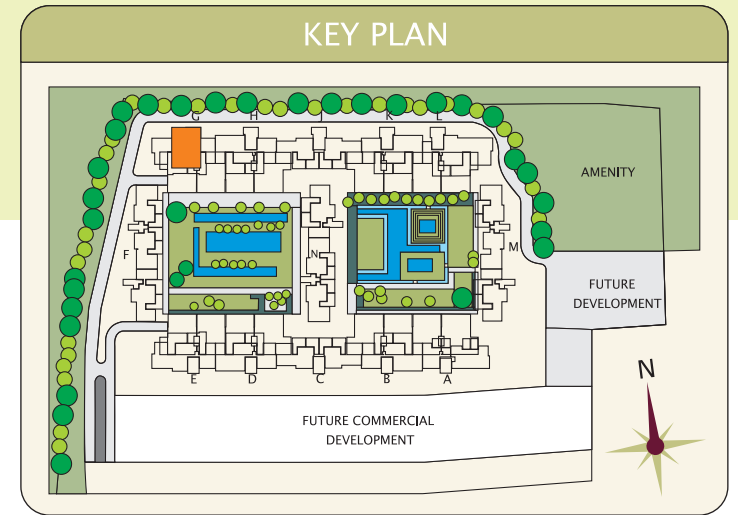 KEY PLAN
G H J K L
AMENITY
F N M
FUTURE
DEVELOPMENT
E D C B A
N
FUTURE COMMERCIAL
DEVELOPMENT